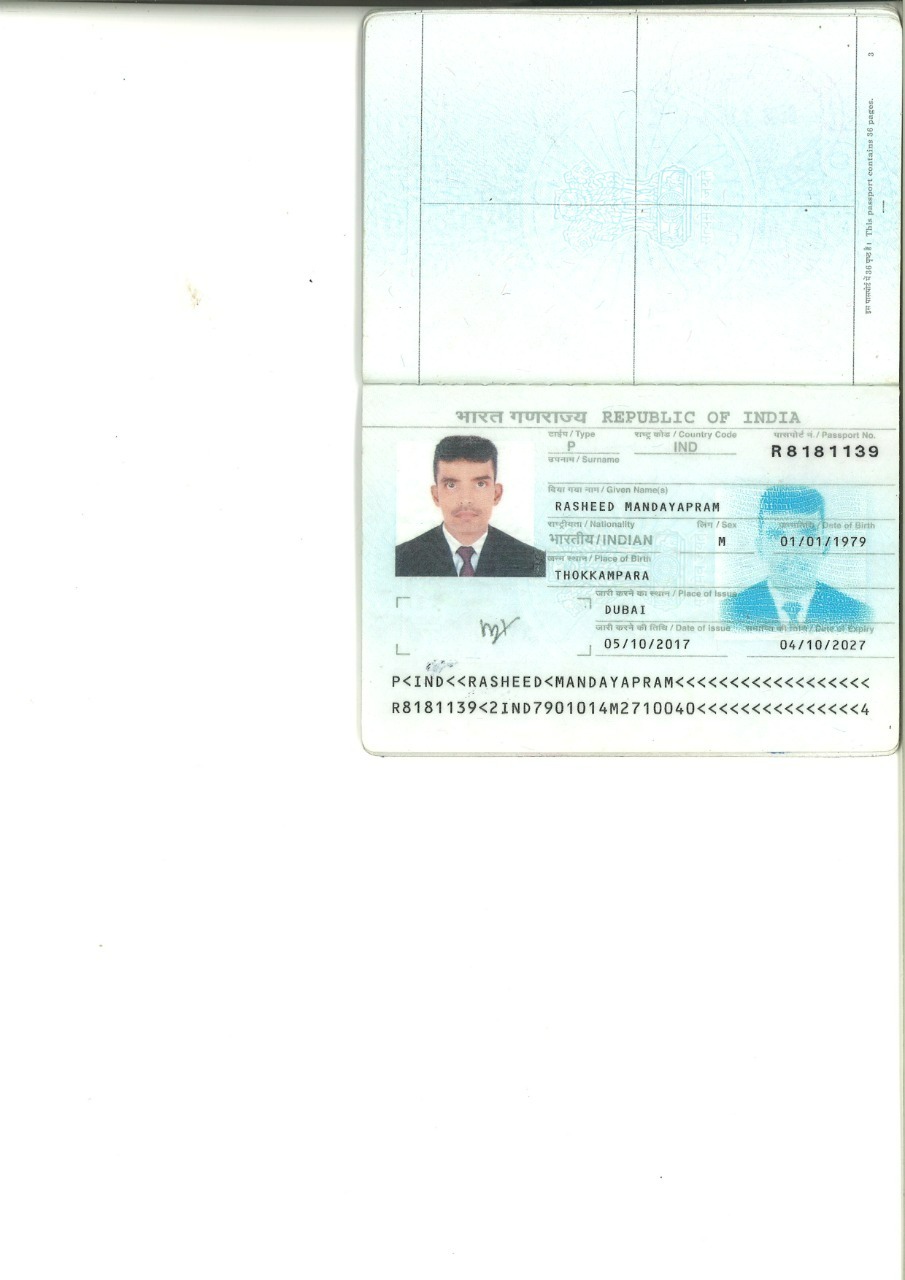 3
इस पासपोर्ट में 36 पृष्ठ हैं। This passport contains 36 pages.
भारत गणराज्य REPUBLIC OF INDIA
टाईप / Type राष्ट्र कोड / Country Code पासपोर्ट नं. / Passport No.
P IND R8181139
उपनाम / Surname
दिया गया नाम / Given Name(s)
RASHEED MANDAYAPRAM
राष्ट्रीयता / Nationality लिंग / Sex जन्मतिथि / Date of Birth
भारतीय / INDIAN M 01/01/1979
जन्म स्थान / Place of Birth
THOKKAMPARA
जारी करने का स्थान / Place of Issue
DUBAI
जारी करने की तिथि / Date of Issue समाप्ति की तिथि / Date of Expiry
05/10/2017 04/10/2027
P<IND<<RASHEED<MANDAYAPRAM<<<<<<<<<<<<<<<<<<
R8181139<2IND7901014M2710040<<<<<<<<<<<<<<<4